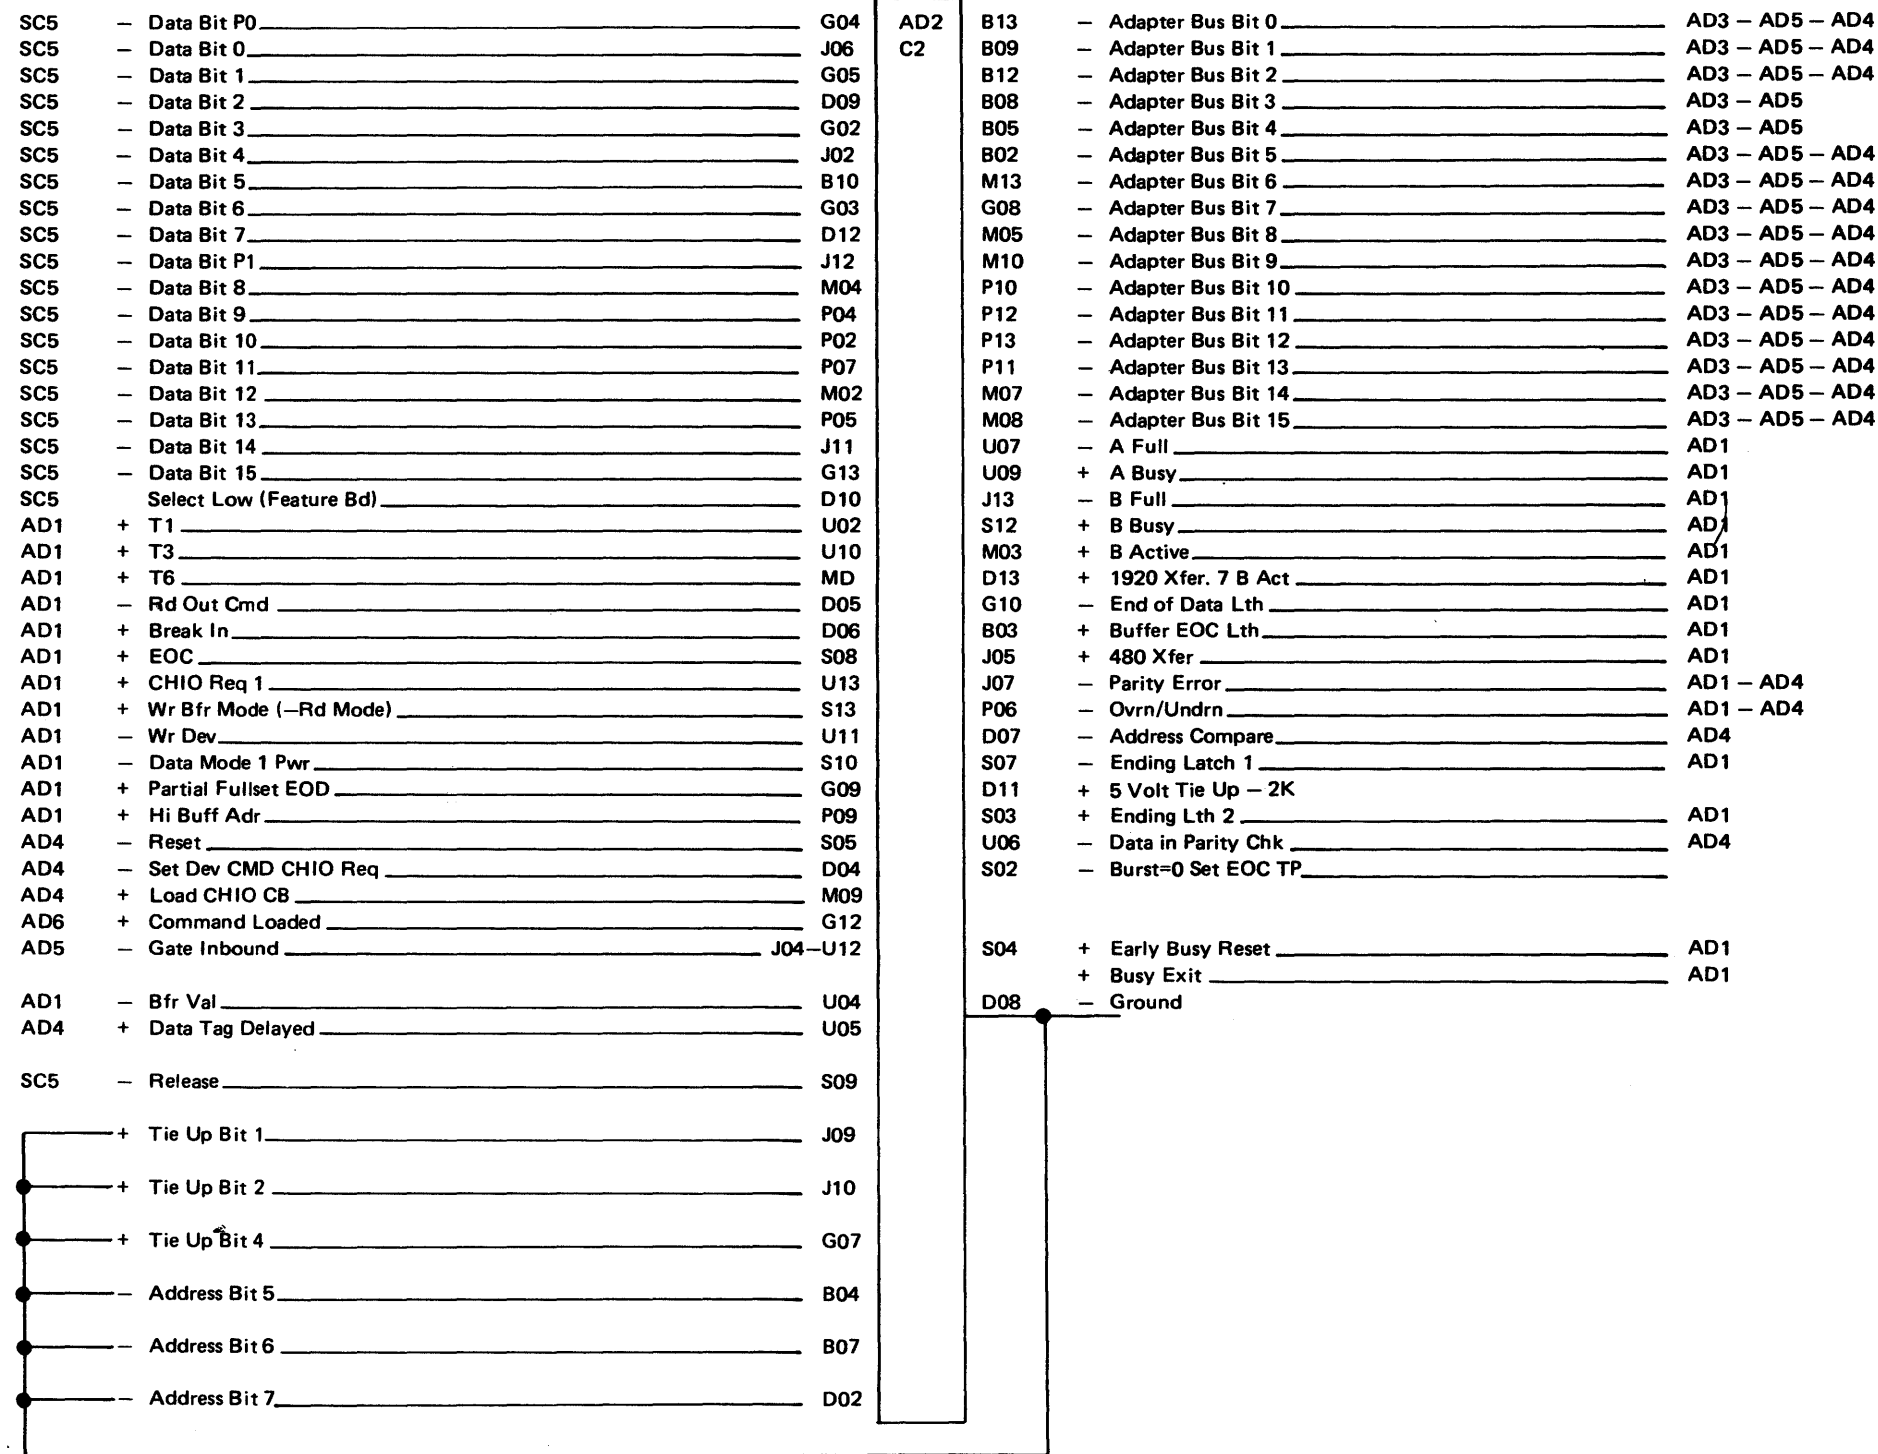 SC5 — Data Bit P0 G04 AD2 B13 — Adapter Bus Bit 0 AD3 — AD5 — AD4
SC5 — Data Bit 0 J06 C2 B09 — Adapter Bus Bit 1 AD3 — AD5 — AD4
SC5 — Data Bit 1 G05 B12 — Adapter Bus Bit 2 AD3 — AD5 — AD4
SC5 — Data Bit 2 D09 B08 — Adapter Bus Bit 3 AD3 — AD5
SC5 — Data Bit 3 G02 B05 — Adapter Bus Bit 4 AD3 — AD5
SC5 — Data Bit 4 J02 B02 — Adapter Bus Bit 5 AD3 — AD5 — AD4
SC5 — Data Bit 5 B10 M13 — Adapter Bus Bit 6 AD3 — AD5 — AD4
SC5 — Data Bit 6 G03 G08 — Adapter Bus Bit 7 AD3 — AD5 — AD4
SC5 — Data Bit 7 D12 M05 — Adapter Bus Bit 8 AD3 — AD5 — AD4
SC5 — Data Bit P1 J12 M10 — Adapter Bus Bit 9 AD3 — AD5 — AD4
SC5 — Data Bit 8 M04 P10 — Adapter Bus Bit 10 AD3 — AD5 — AD4
SC5 — Data Bit 9 P04 P12 — Adapter Bus Bit 11 AD3 — AD5 — AD4
SC5 — Data Bit 10 P02 P13 — Adapter Bus Bit 12 AD3 — AD5 — AD4
SC5 — Data Bit 11 P07 P11 — Adapter Bus Bit 13 AD3 — AD5 — AD4
SC5 — Data Bit 12 M02 M07 — Adapter Bus Bit 14 AD3 — AD5 — AD4
SC5 — Data Bit 13 P05 M08 — Adapter Bus Bit 15 AD3 — AD5 — AD4
SC5 — Data Bit 14 J11 U07 — A Full AD1
SC5 — Data Bit 15 G13 U09 + A Busy AD1
SC5 Select Low (Feature Bd) D10 J13 — B Full AD1
AD1 + T1 U02 S12 + B Busy AD1
AD1 + T3 U10 M03 + B Active AD1
AD1 + T6 MD D13 + 1920 Xfer. 7 B Act AD1
AD1 — Rd Out Cmd D05 G10 — End of Data Lth AD1
AD1 + Break In D06 B03 + Buffer EOC Lth AD1
AD1 + EOC S08 J05 + 480 Xfer AD1
AD1 + CHIO Req 1 U13 J07 — Parity Error AD1 — AD4
AD1 + Wr Bfr Mode (—Rd Mode) S13 P06 — Ovrn/Undrn AD1 — AD4
AD1 — Wr Dev U11 D07 — Address Compare AD4
AD1 — Data Mode 1 Pwr S10 S07 — Ending Latch 1 AD1
AD1 + Partial Fullset EOD G09 D11 + 5 Volt Tie Up — 2K
AD1 + Hi Buff Adr P09 S03 + Ending Lth 2 AD1
AD4 — Reset S05 U06 — Data in Parity Chk AD4
AD4 — Set Dev CMD CHIO Req D04 S02 — Burst=0 Set EOC TP
AD4 + Load CHIO CB M09
AD6 + Command Loaded G12
AD5 — Gate Inbound J04—U12 S04 + Early Busy Reset AD1
+ Busy Exit AD1
AD1 — Bfr Val U04 D08 — Ground
AD4 + Data Tag Delayed U05
SC5 — Release S09
+ Tie Up Bit 1 J09
+ Tie Up Bit 2 J10
+ Tie Up Bit 4 G07
— Address Bit 5 B04
— Address Bit 6 B07
— Address Bit 7 D02